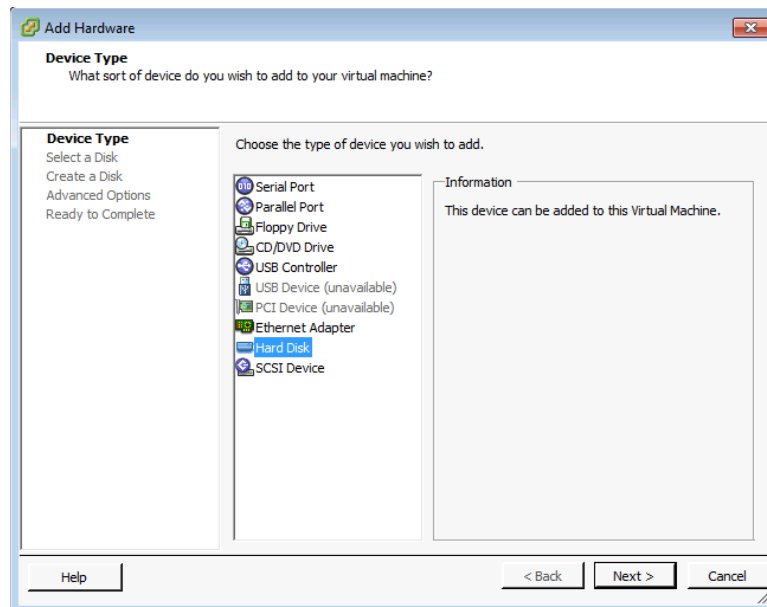 Add Hardware
Device Type
What sort of device do you wish to add to your virtual machine?
Device Type
Select a Disk
Create a Disk
Advanced Options
Ready to Complete
Choose the type of device you wish to add.
Serial Port
Parallel Port
Floppy Drive
CD/DVD Drive
USB Controller
USB Device (unavailable)
PCI Device (unavailable)
Ethernet Adapter
Hard Disk
SCSI Device
Information
This device can be added to this Virtual Machine.
Help
< Back
Next >
Cancel